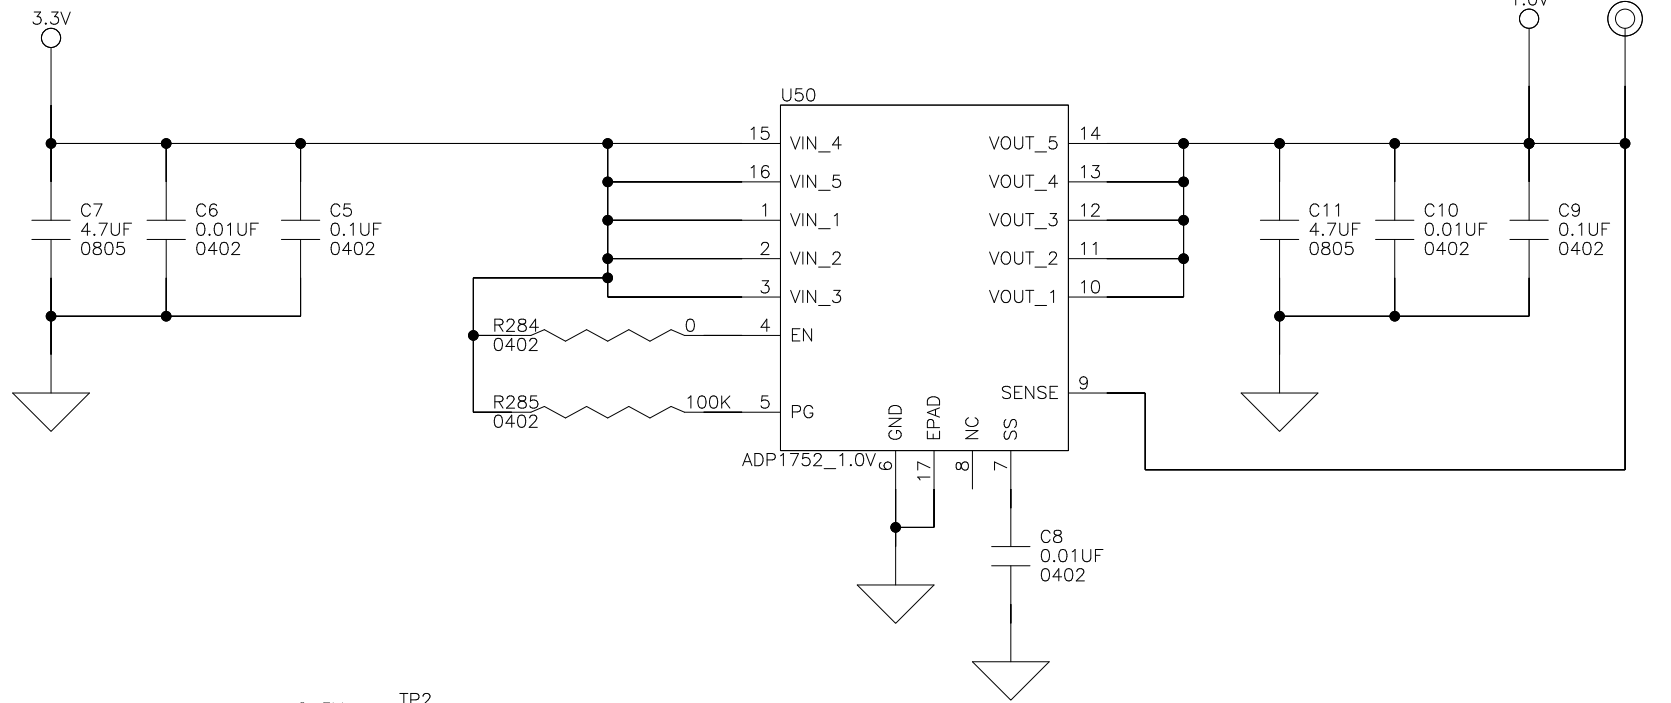 3.3V
1.0V
U50
15 VIN_4 VOUT_5 14
16 VIN_5 VOUT_4 13
1 VIN_1 VOUT_3 12
2 VIN_2 VOUT_2 11
3 VIN_3 VOUT_1 10
C7
4.7UF
0805
C6
0.01UF
0402
C5
0.1UF
0402
C11
4.7UF
0805
C10
0.01UF
0402
C9
0.1UF
0402
R284 0 4 EN
0402
R285 100K 5 PG
0402
SENSE 9
GND
EPAD
NC
SS
ADP1752_1.0V
6
17
8
7
C8
0.01UF
0402
TP2